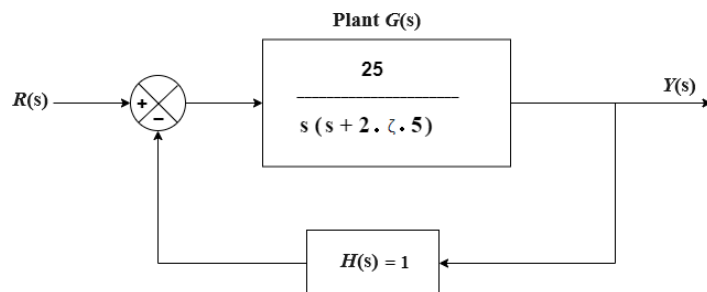 Plant G(s)
25
s ( s + 2 . ζ . 5 )
R(s)
+
−
Y(s)
H(s) = 1